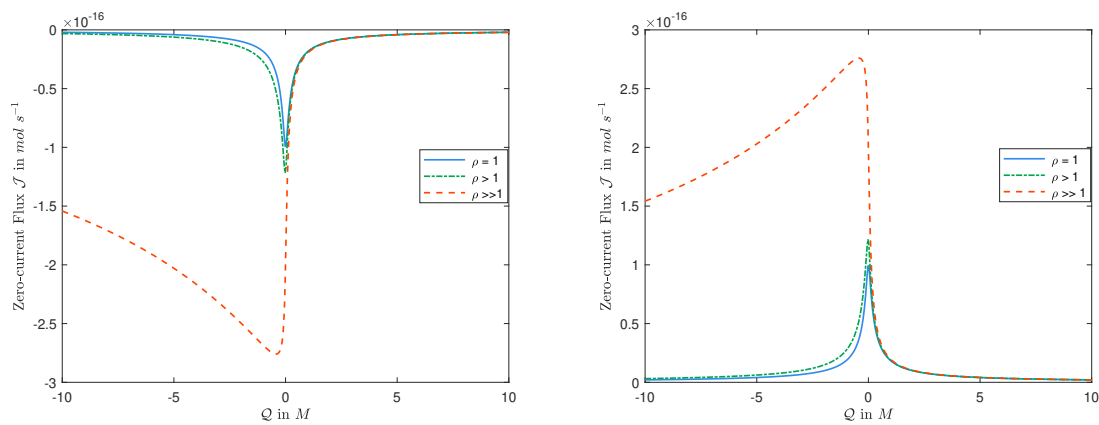 ×10⁻¹⁶
0
-0.5
-1
-1.5
-2
-2.5
-3
-10
-5
0
5
10
Zero-current Flux 𝒥 in mol s⁻¹
𝒬 in M
ρ = 1
ρ > 1
ρ >>1
×10⁻¹⁶
3
2.5
2
1.5
1
0.5
0
-10
-5
0
5
10
Zero-current Flux 𝒥 in mol s⁻¹
𝒬 in M
ρ = 1
ρ > 1
ρ >>1